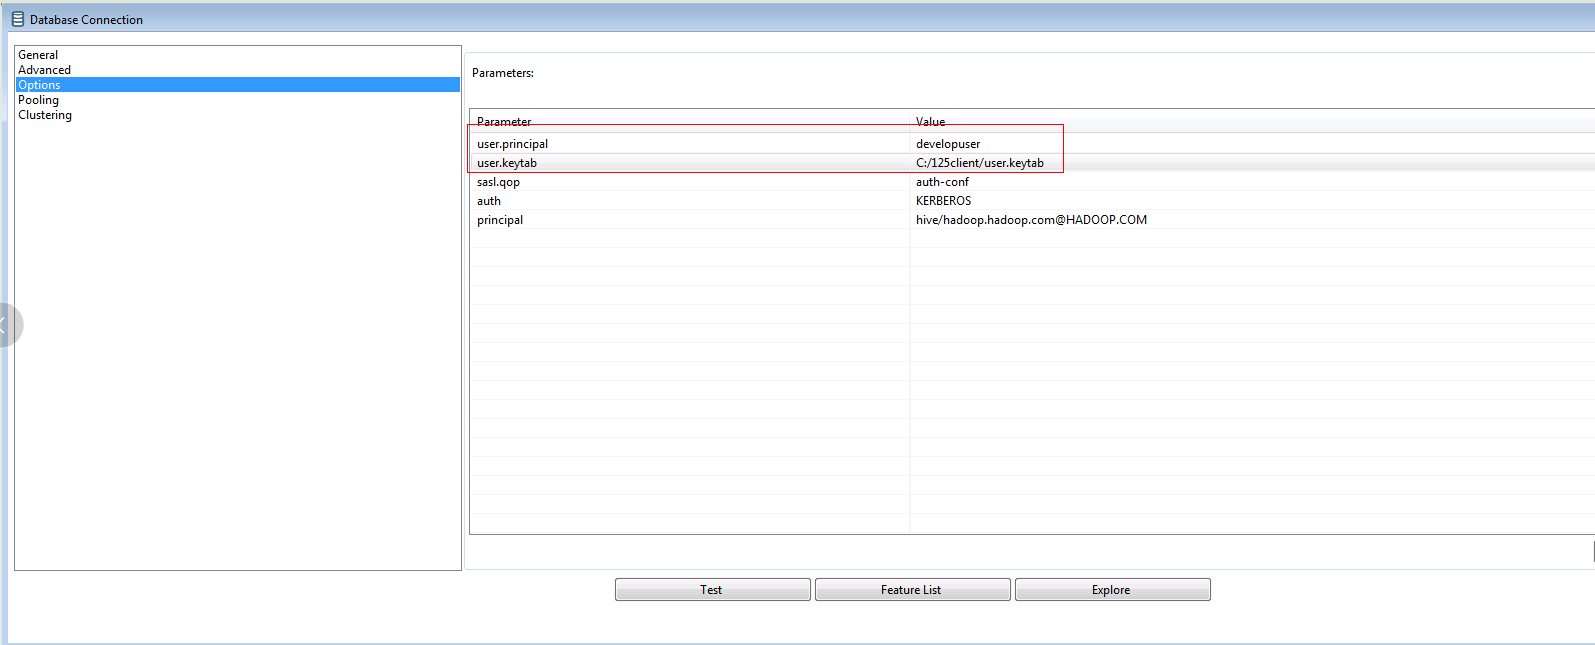 Database Connection
General
Advanced
Options
Pooling
Clustering
Parameters:
Parameter Value
user.principal developuser
user.keytab C:/125client/user.keytab
sasl.qop auth-conf
auth KERBEROS
principal hive/hadoop.hadoop.com@HADOOP.COM
Test Feature List Explore